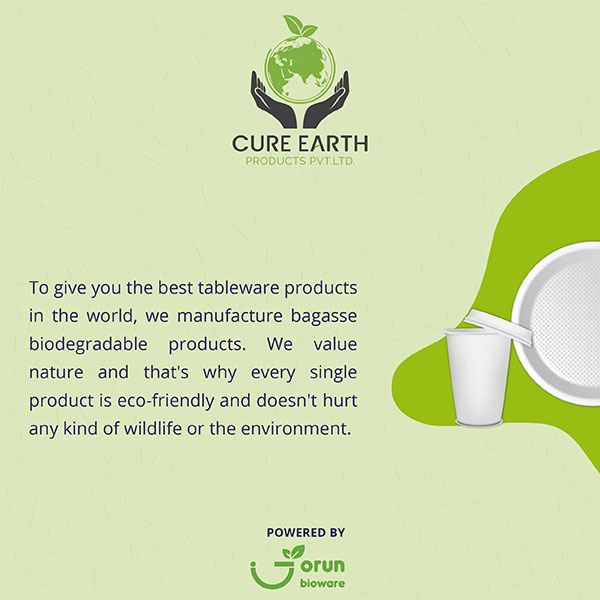 CURE EARTH
PRODUCTS PVT.LTD.
To give you the best tableware products
in the world, we manufacture bagasse
biodegradable products. We value
nature and that's why every single
product is eco-friendly and doesn't hurt
any kind of wildlife or the environment.
POWERED BY
orun
bioware